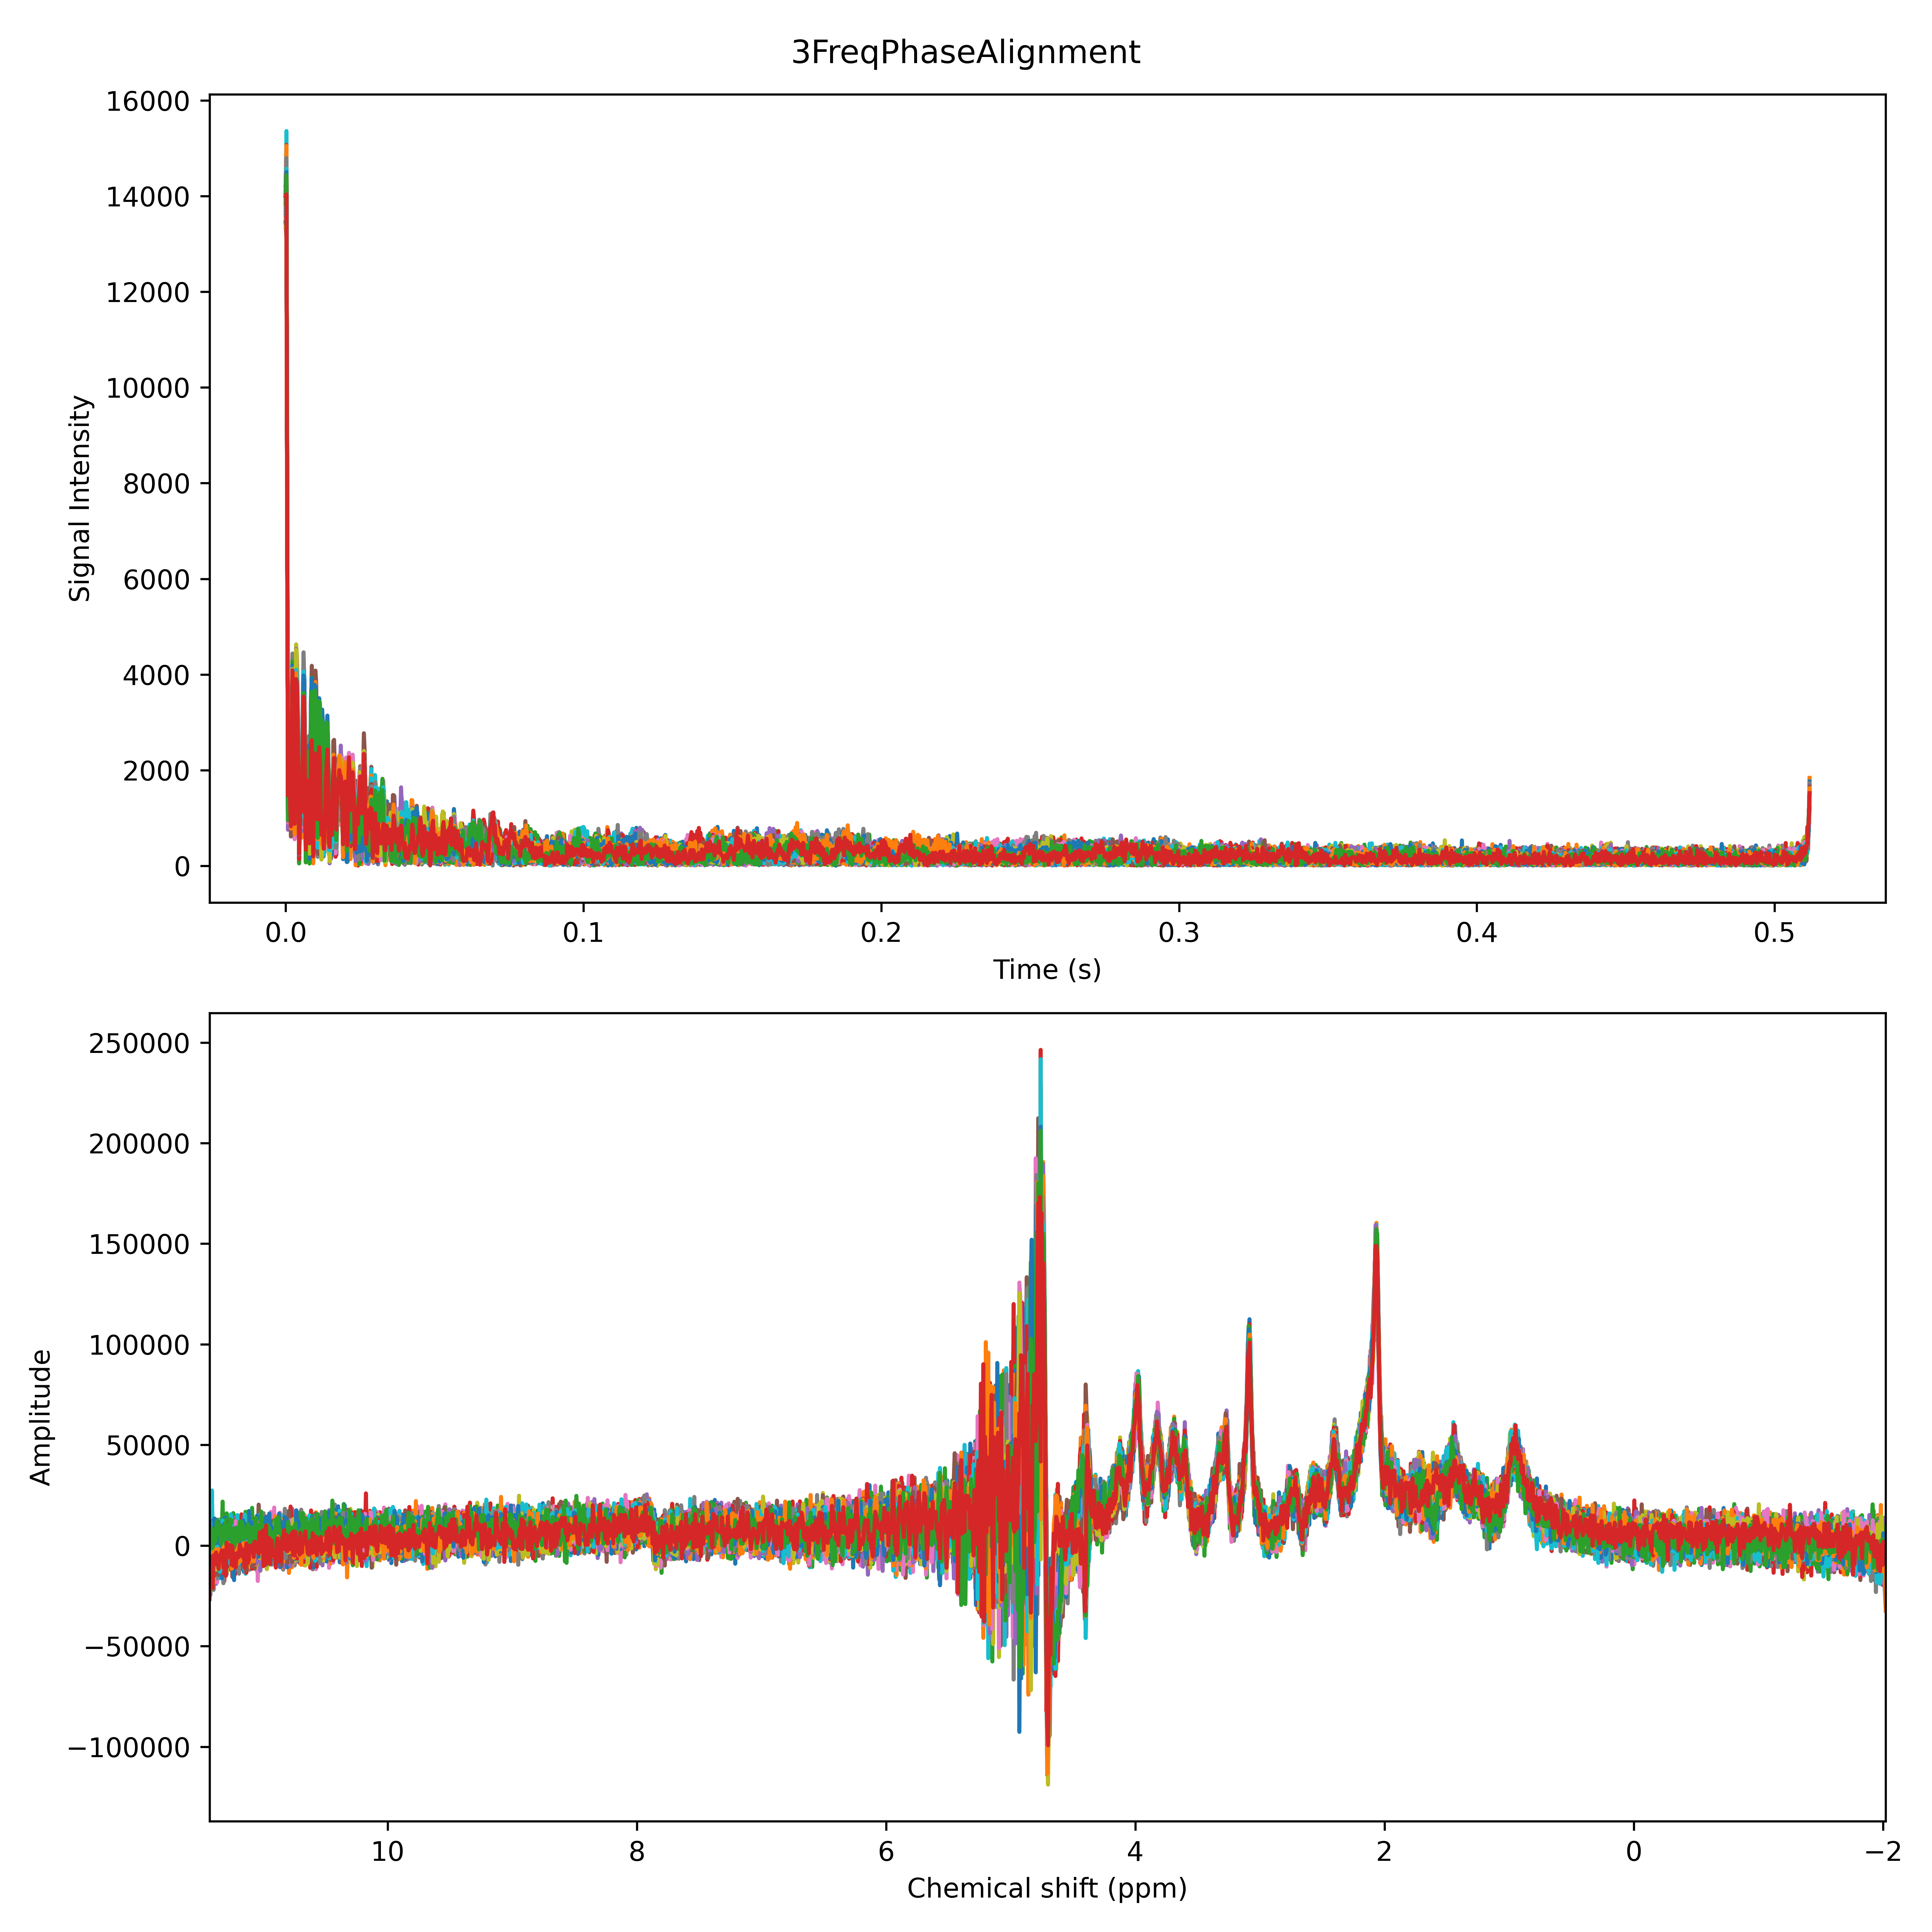 3FreqPhaseAlignment
16000
14000
12000
10000
8000
6000
4000
2000
0
Signal Intensity
0.0 0.1 0.2 0.3 0.4 0.5
Time (s)
250000
200000
150000
100000
50000
0
−50000
−100000
Amplitude
10 8 6 4 2 0 −2
Chemical shift (ppm)